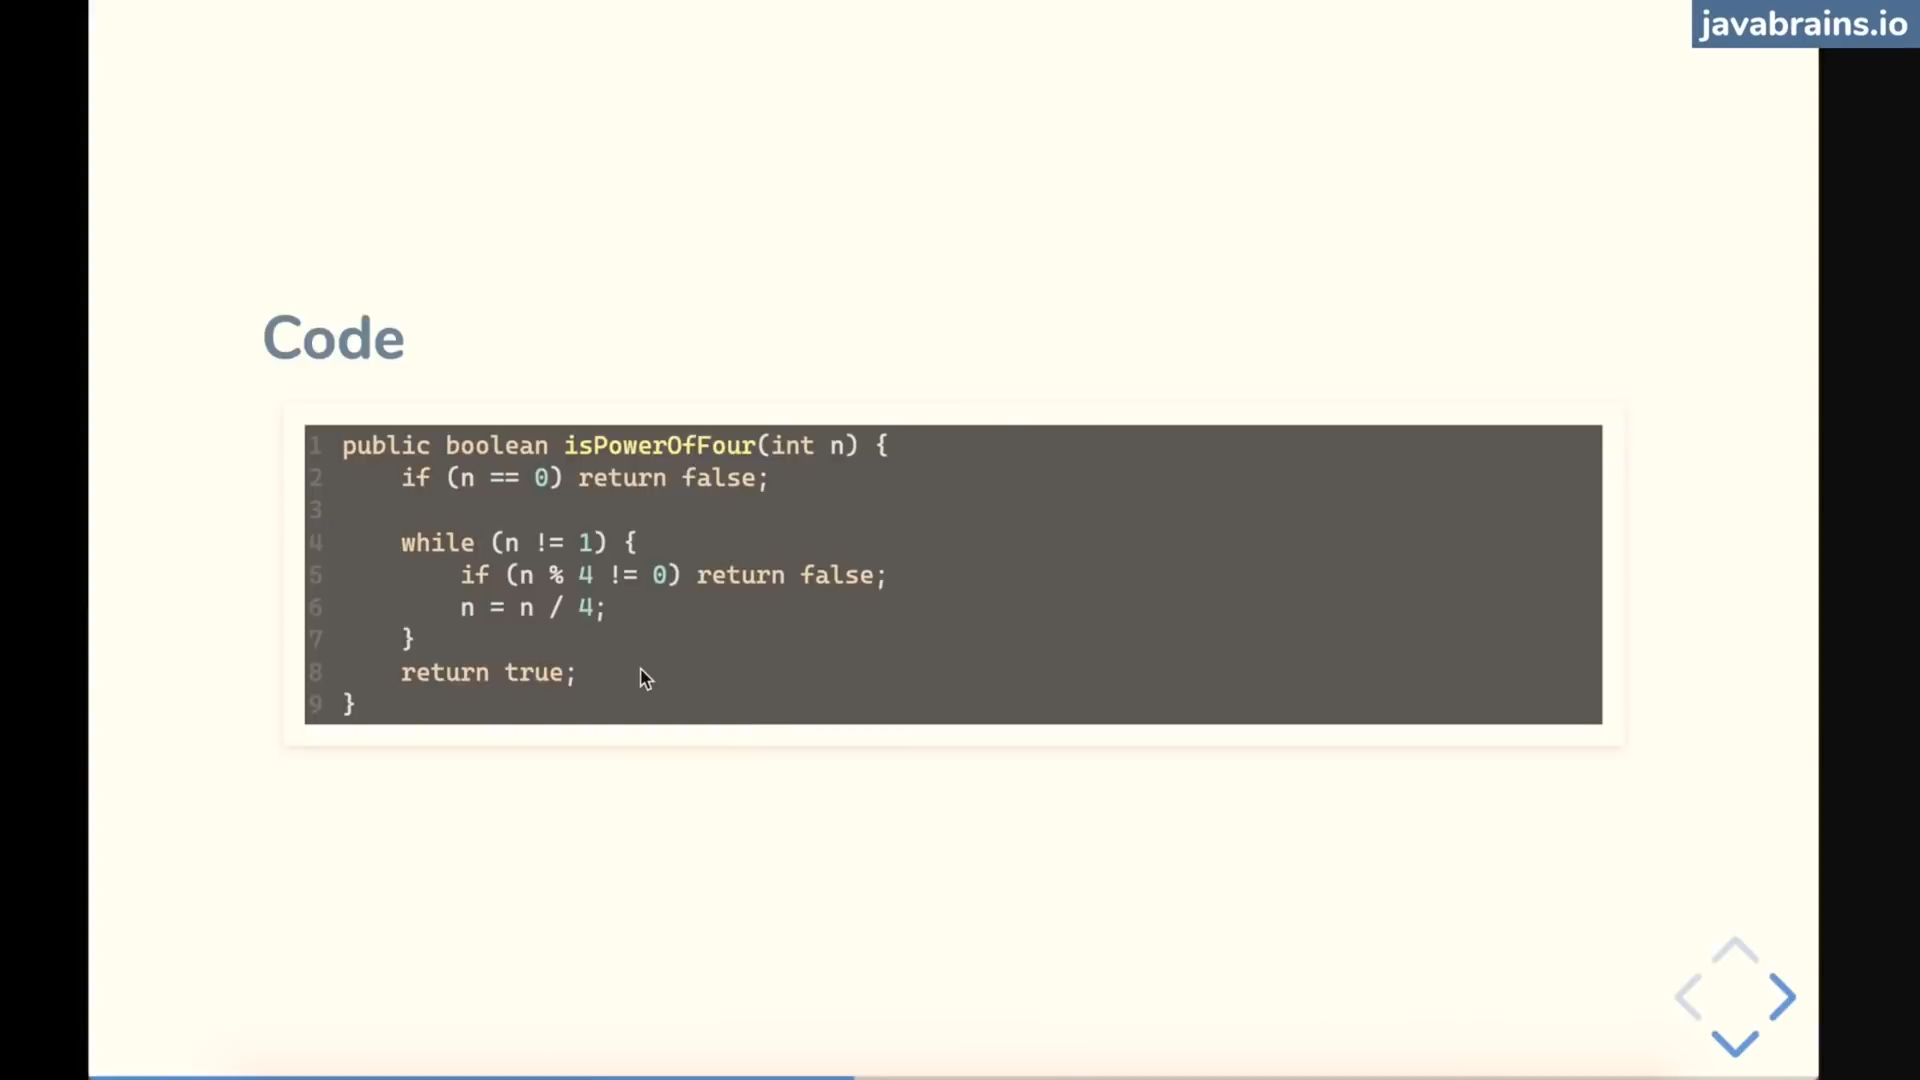 javabrains.io
Code
1 public boolean isPowerOfFour(int n) {
2     if (n == 0) return false;
3
4     while (n != 1) {
5         if (n % 4 != 0) return false;
6         n = n / 4;
7     }
8     return true;
9 }